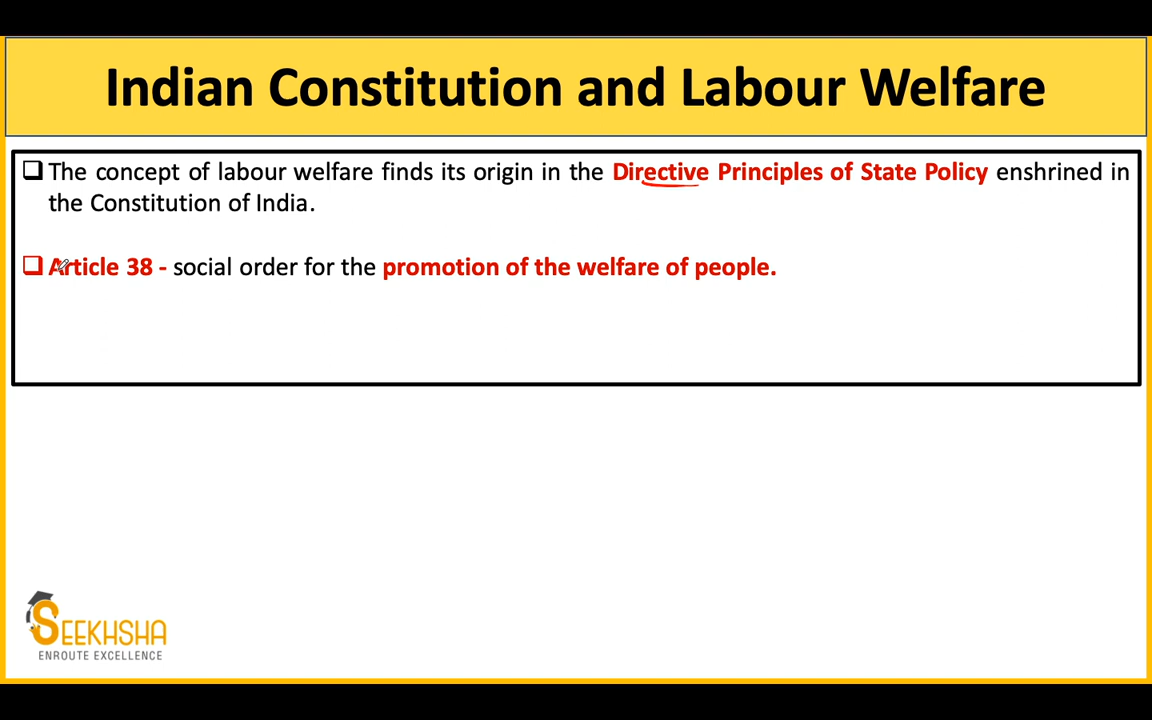 Indian Constitution and Labour Welfare
The concept of labour welfare finds its origin in the Directive Principles of State Policy enshrined in
the Constitution of India.
Article 38 - social order for the promotion of the welfare of people.
SEEKHSHA
ENROUTE EXCELLENCE